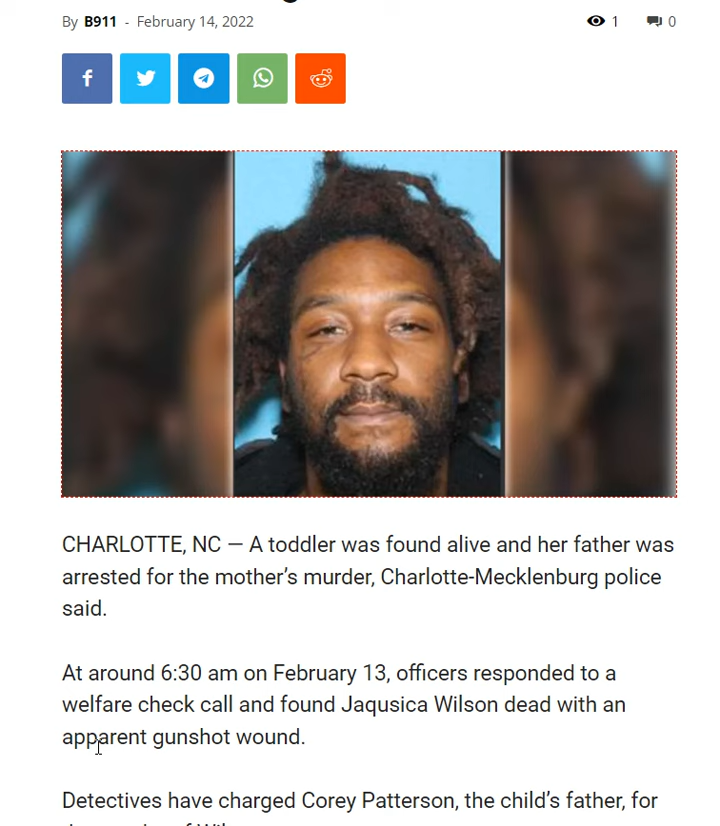 By B911 - February 14, 2022 1 0
CHARLOTTE, NC — A toddler was found alive and her father was
arrested for the mother’s murder, Charlotte-Mecklenburg police
said.
At around 6:30 am on February 13, officers responded to a
welfare check call and found Jaqusica Wilson dead with an
apparent gunshot wound.
Detectives have charged Corey Patterson, the child’s father, for